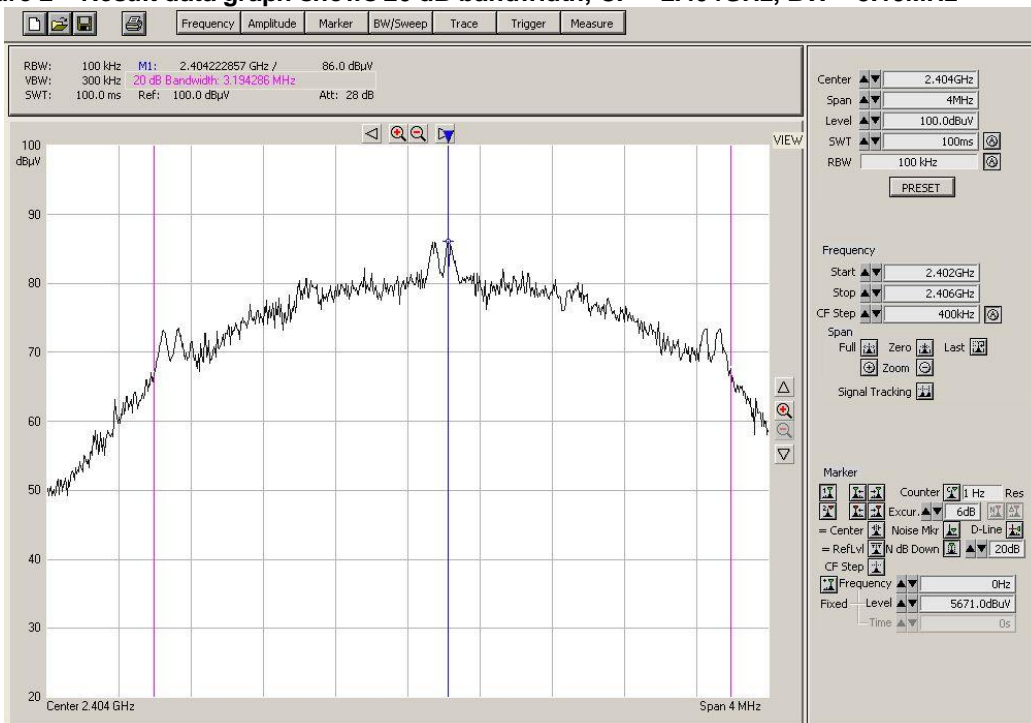 Frequency Amplitude Marker BW/Sweep Trace Trigger Measure
RBW: 100 kHz M1: 2.404222857 GHz / 86.0 dBµV
VBW: 300 kHz 20 dB Bandwidth: 3.194286 MHz
SWT: 100.0 ms Ref: 100.0 dBµV Att: 28 dB
VIEW
100
dBµV
90
80
70
60
50
40
30
20
Center 2.404 GHz Span 4 MHz
Center 2.404GHz
Span 4MHz
Level 100.0dBuV
SWT 100ms
RBW 100 kHz
PRESET
Frequency
Start 2.402GHz
Stop 2.406GHz
CF Step 400kHz
Span
Full Zero Last
Zoom
Signal Tracking
Marker
Counter 1 Hz Res
Excur. 6dB
= Center Noise Mkr D-Line
= RefLvl N dB Down 20dB
CF Step
Frequency 0Hz
Fixed Level 5671.0dBuV
Time 0s